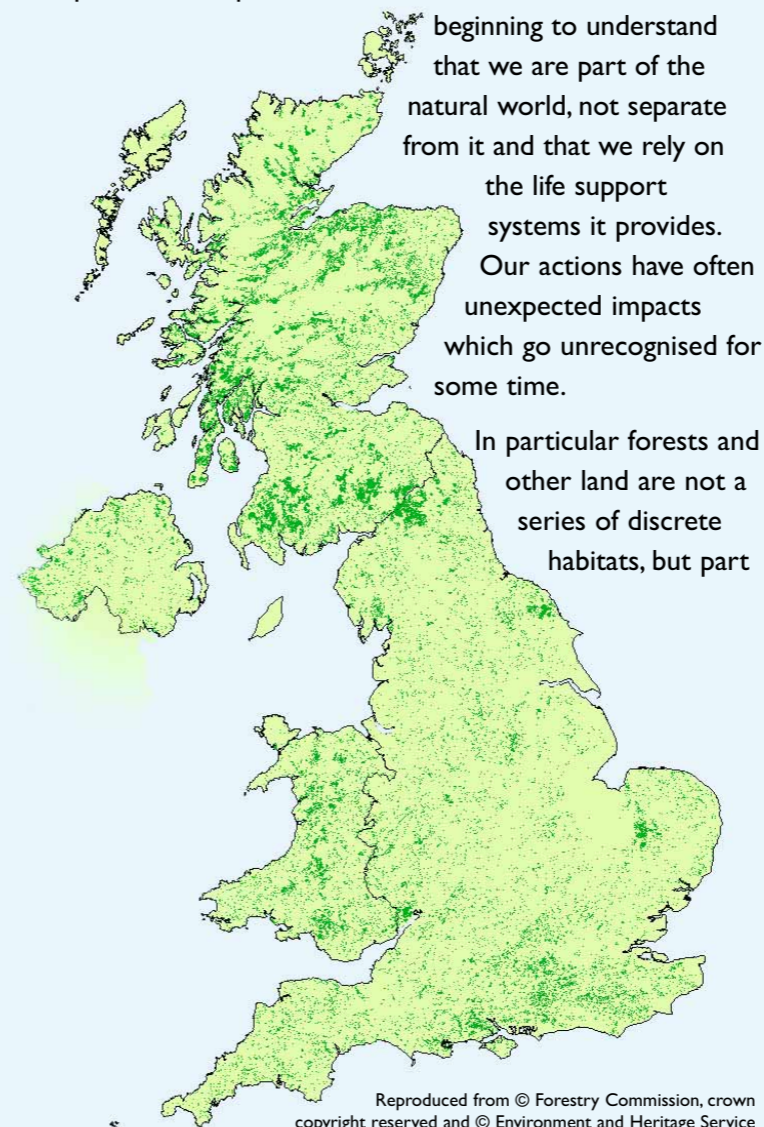 beginning to understand
that we are part of the
natural world, not separate
from it and that we rely on
the life support
systems it provides.
Our actions have often
unexpected impacts
which go unrecognised for
some time.
In particular forests and
other land are not a
series of discrete
habitats, but part
Reproduced from © Forestry Commission, crown
copyright reserved and © Environment and Heritage Service